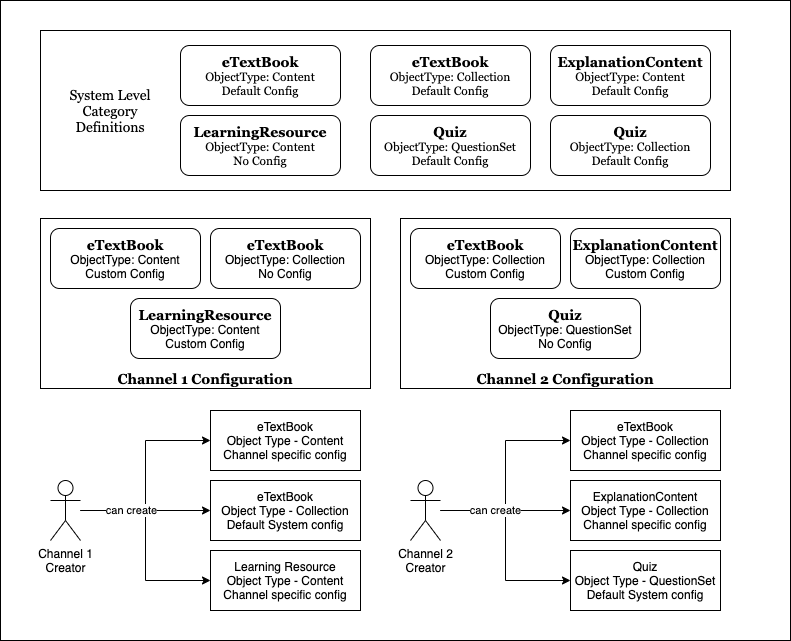 System Level
Category
Definitions
eTextBook
ObjectType: Content
Default Config
eTextBook
ObjectType: Collection
Default Config
ExplanationContent
ObjectType: Content
Default Config
LearningResource
ObjectType: Content
No Config
Quiz
ObjectType: QuestionSet
Default Config
Quiz
ObjectType: Collection
Default Config
eTextBook
ObjectType: Content
Custom Config
eTextBook
ObjectType: Collection
No Config
LearningResource
ObjectType: Content
Custom Config
Channel 1 Configuration
eTextBook
ObjectType: Collection
Custom Config
ExplanationContent
ObjectType: Collection
Custom Config
Quiz
ObjectType: QuestionSet
No Config
Channel 2 Configuration
Channel 1
Creator
can create
eTextBook
Object Type - Content
Channel specific config
eTextBook
Object Type - Collection
Default System config
Learning Resource
Object Type - Content
Channel specific config
Channel 2
Creator
can create
eTextBook
Object Type - Collection
Channel specific config
ExplanationContent
Object Type - Collection
Channel specific config
Quiz
Object Type - QuestionSet
Default System config